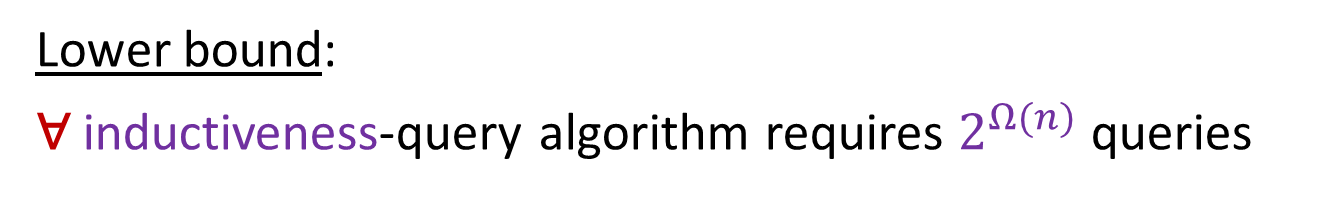 Lower bound:
∀ inductiveness-query algorithm requires 2^Ω(n) queries